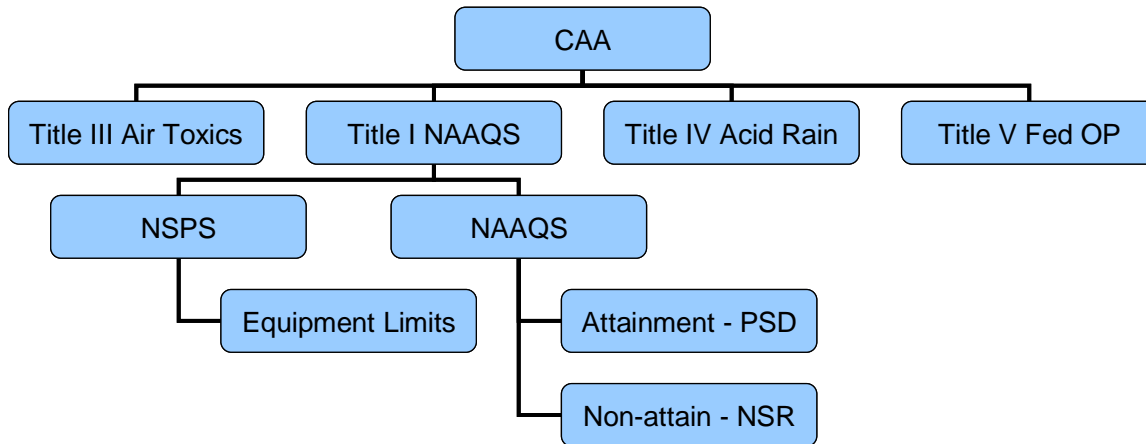 CAA
Title III Air Toxics
Title I NAAQS
Title IV Acid Rain
Title V Fed OP
NSPS
NAAQS
Equipment Limits
Attainment - PSD
Non-attain - NSR